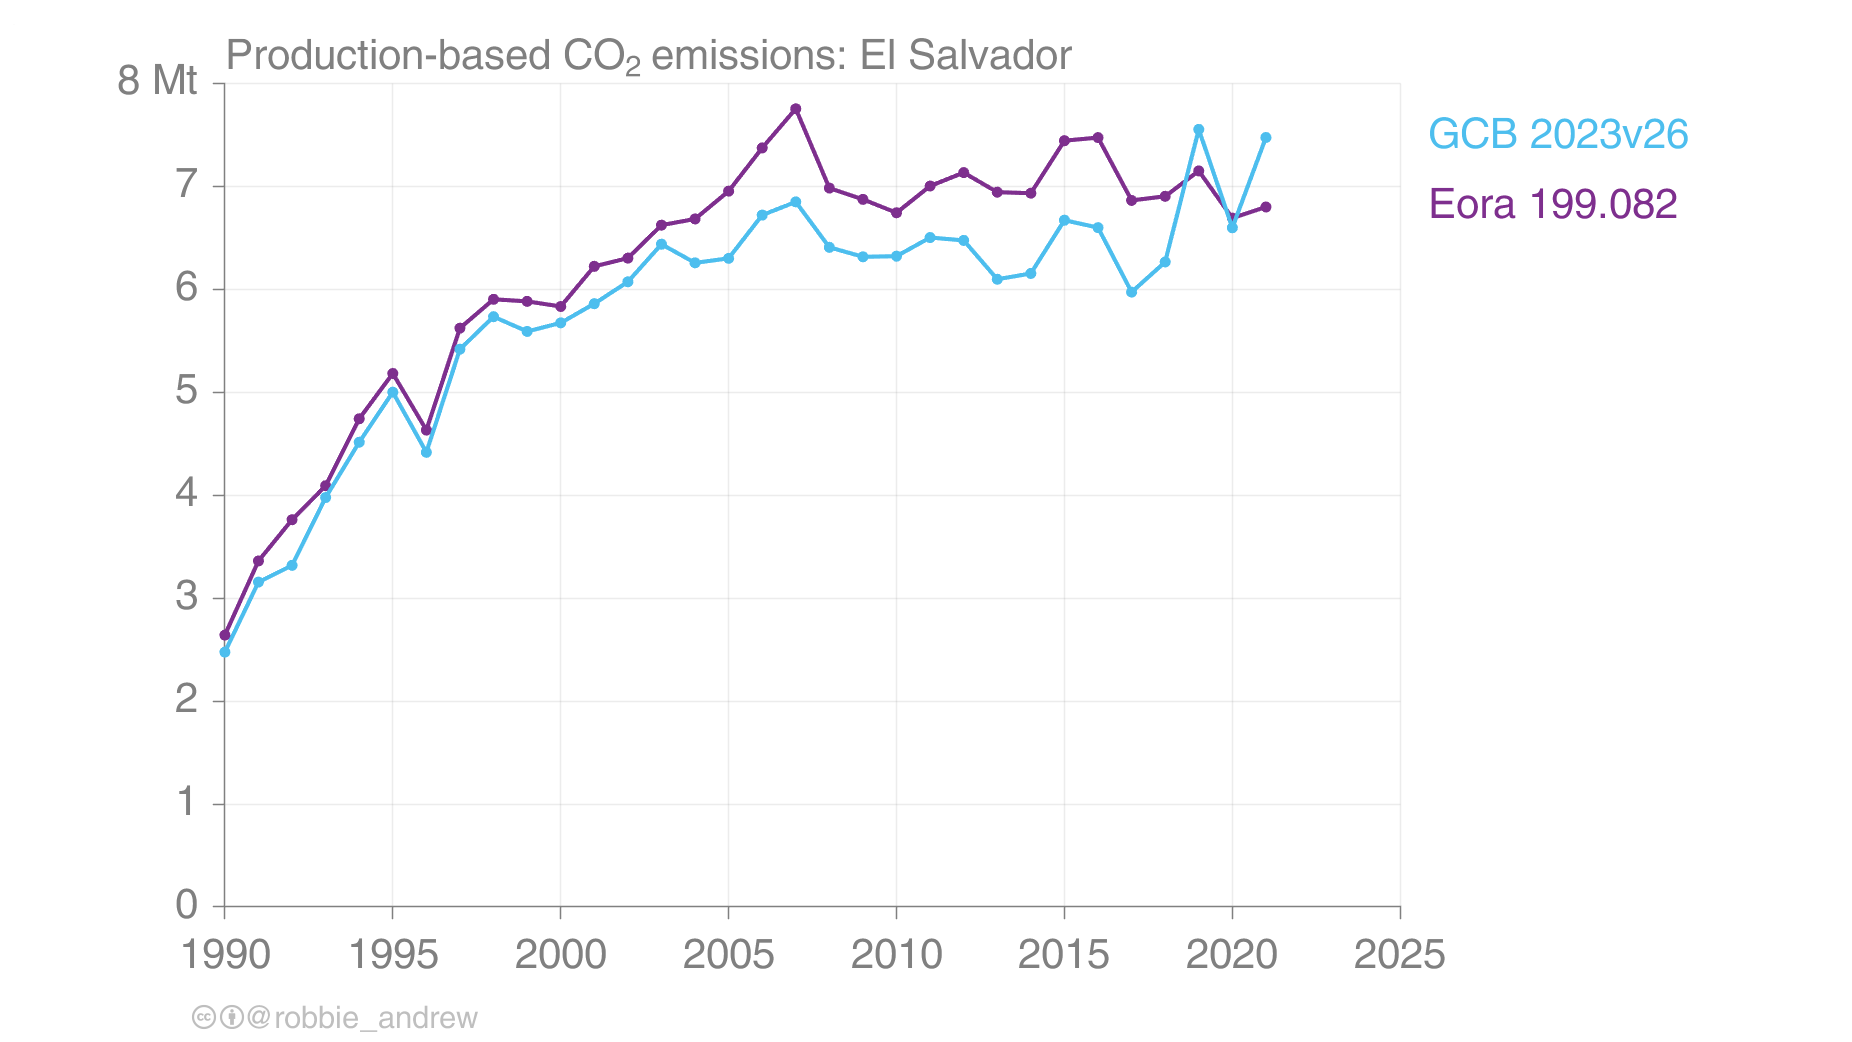 Production-based CO₂ emissions: El Salvador
8 Mt
7
6
5
4
3
2
1
0
1990 1995 2000 2005 2010 2015 2020 2025
GCB 2023v26
Eora 199.082
@robbie_andrew